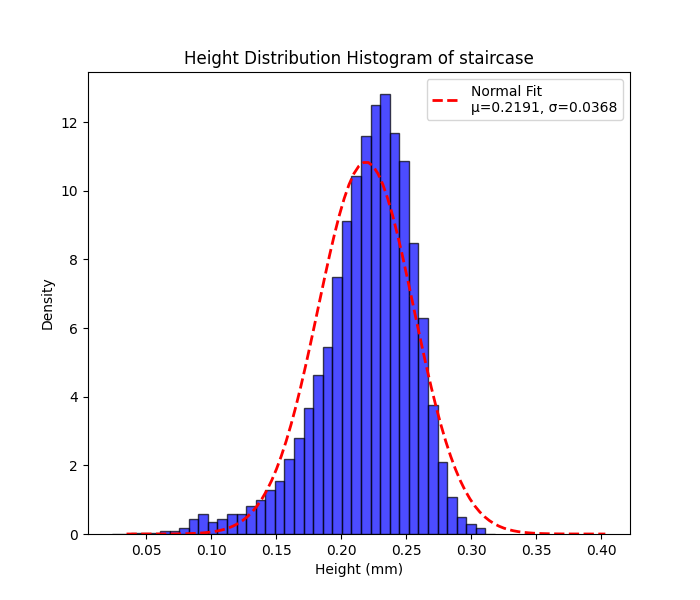 Height Distribution Histogram of staircase
Normal Fit
μ=0.2191, σ=0.0368
12
10
8
6
4
2
0
Density
0.05 0.10 0.15 0.20 0.25 0.30 0.35 0.40
Height (mm)